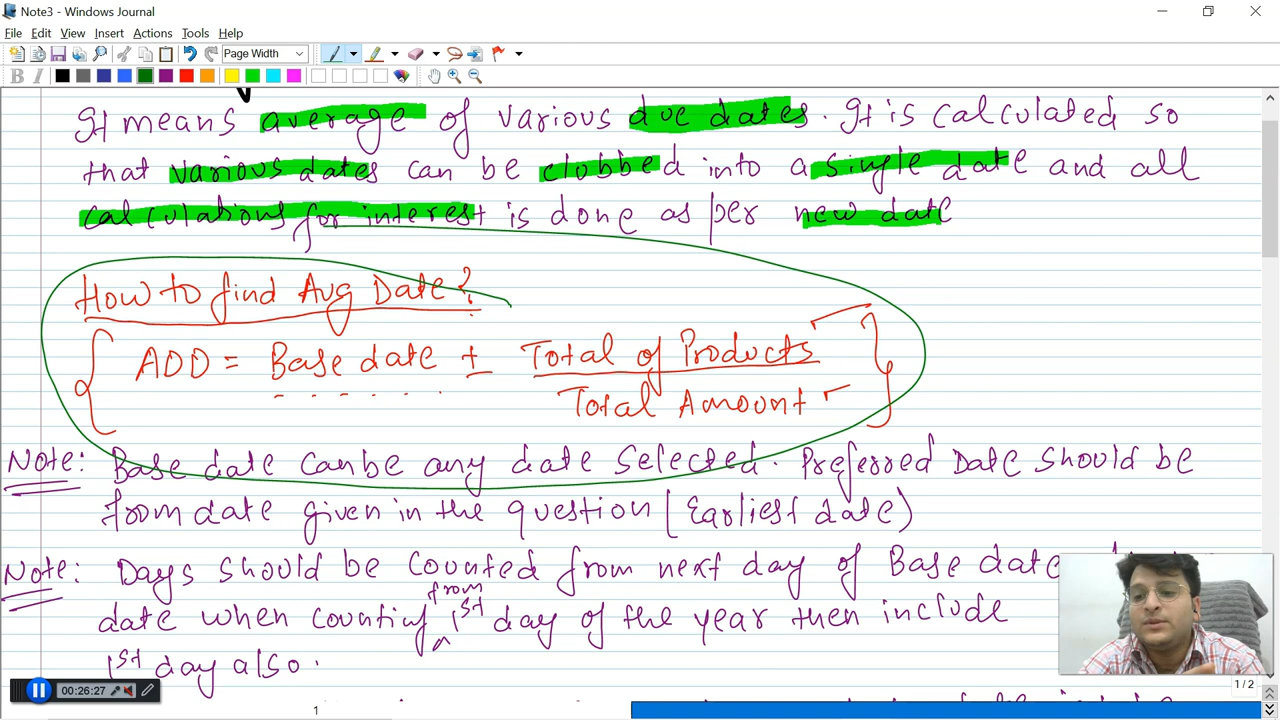 Note3 - Windows Journal
File Edit View Insert Actions Tools Help
Page Width
B I
It means average of various due dates. It is calculated so
that various dates can be clubbed into a single date and all
calculations for interest is done as per new date
How to find Avg Date?
ADD = Base date ± Total of Products
Total Amount
Note: Base date can be any date selected. Preferred Date should be
from date given in the question (Earliest date)
Note: Days should be counted from next day of Base date
from
date when counting 1st day of the year then include
1st day also.
00:26:27
1 / 2
1